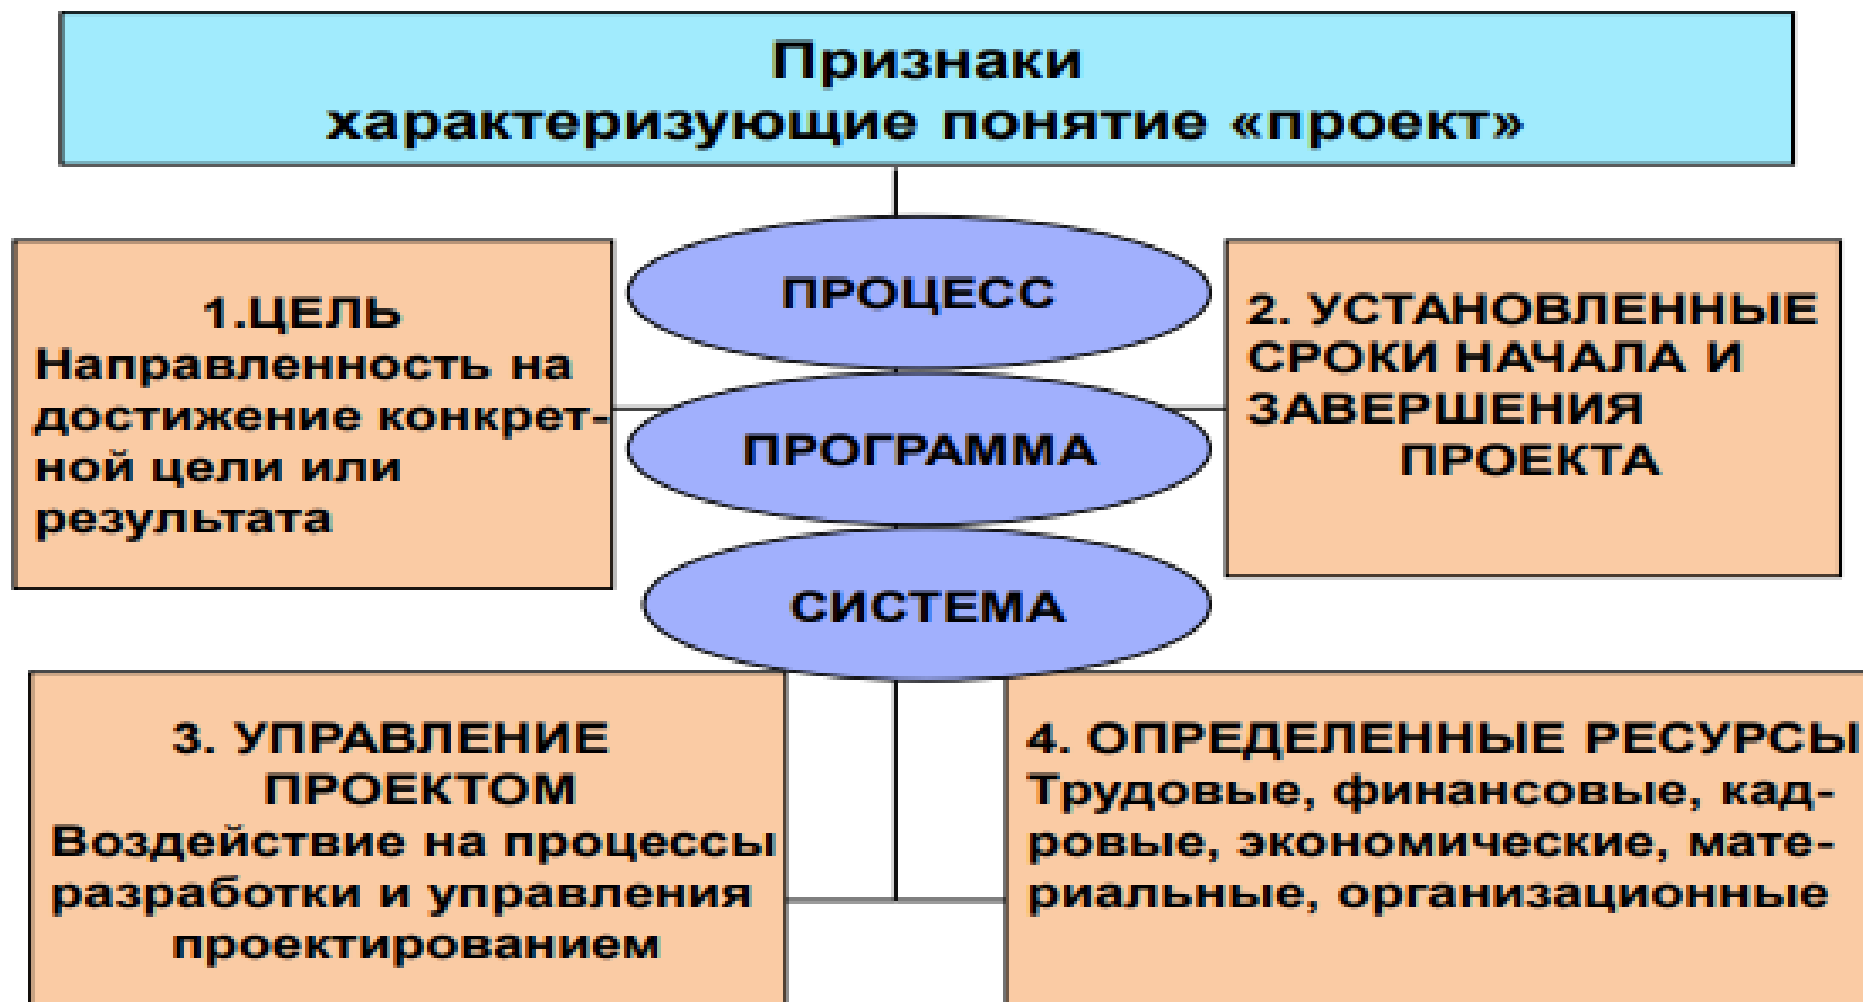 Признаки
характеризующие понятие «проект»
ПРОЦЕСС
1.ЦЕЛЬ
Направленность на
достижение конкрет-
ной цели или
результата
2. УСТАНОВЛЕННЫЕ
СРОКИ НАЧАЛА И
ЗАВЕРШЕНИЯ
ПРОЕКТА
ПРОГРАММА
СИСТЕМА
3. УПРАВЛЕНИЕ
ПРОЕКТОМ
Воздействие на процессы
разработки и управления
проектированием
4. ОПРЕДЕЛЕННЫЕ РЕСУРСЫ
Трудовые, финансовые, кад-
ровые, экономические, мате-
риальные, организационные